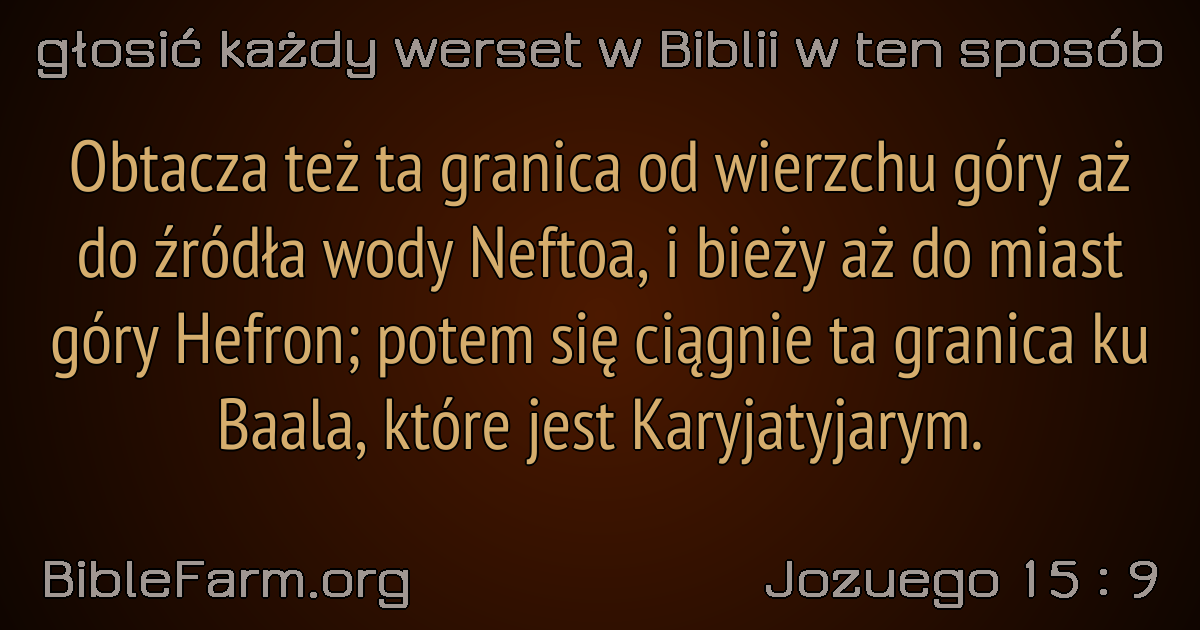 głosić każdy werset w Biblii w ten sposób
Obtacza też ta granica od wierzchu góry aż
do źródła wody Neftoa, i bieży aż do miast
góry Hefron; potem się ciągnie ta granica ku
Baala, które jest Karyjatyjarym.
BibleFarm.org
Jozuego 15 : 9